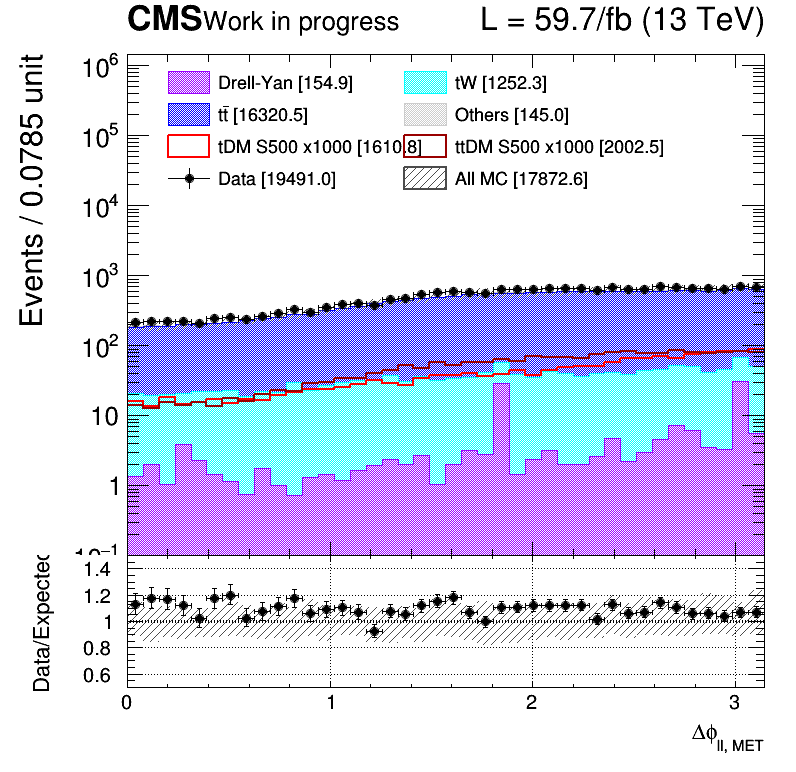 CMS Work in progress L = 59.7/fb (13 TeV)
Events / 0.0785 unit
10⁶
10⁵
10⁴
10³
10²
10
1
10⁻¹
Drell-Yan [154.9]
tW [1252.3]
tt̄ [16320.5]
Others [145.0]
tDM S500 x1000 [1610.8]
ttDM S500 x1000 [2002.5]
Data [19491.0]
All MC [17872.6]
Data/Expected
1.4
1.2
1
0.8
0.6
0 1 2 3
Δϕ_ll, MET